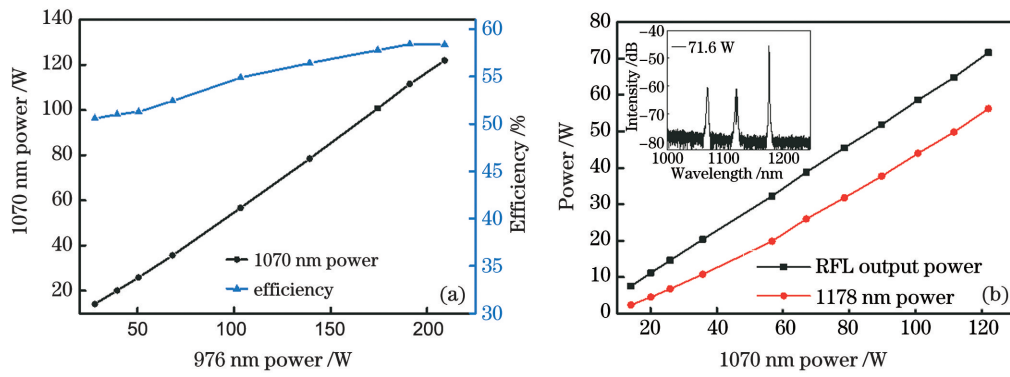 140
120
100
80
60
40
20
1070 nm power /W
60
55
50
45
40
35
30
Efficiency /%
1070 nm power
efficiency
(a)
50
100
150
200
976 nm power /W
80
70
60
50
40
30
20
10
0
Power /W
−40
−50
−60
−70
−80
Intensity /dB
71.6 W
1000
1100
1200
Wavelength /nm
RFL output power
1178 nm power
(b)
20
40
60
80
100
120
1070 nm power /W